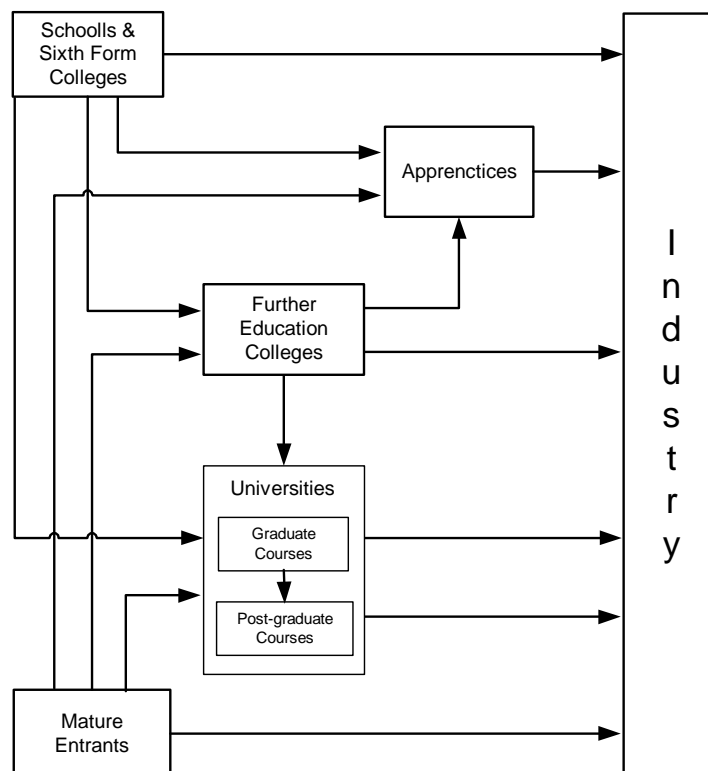 Schoolls &
Sixth Form
Colleges
Apprenctices
Further
Education
Colleges
Universities
Graduate
Courses
Post-graduate
Courses
Mature
Entrants
I
n
d
u
s
t
r
y